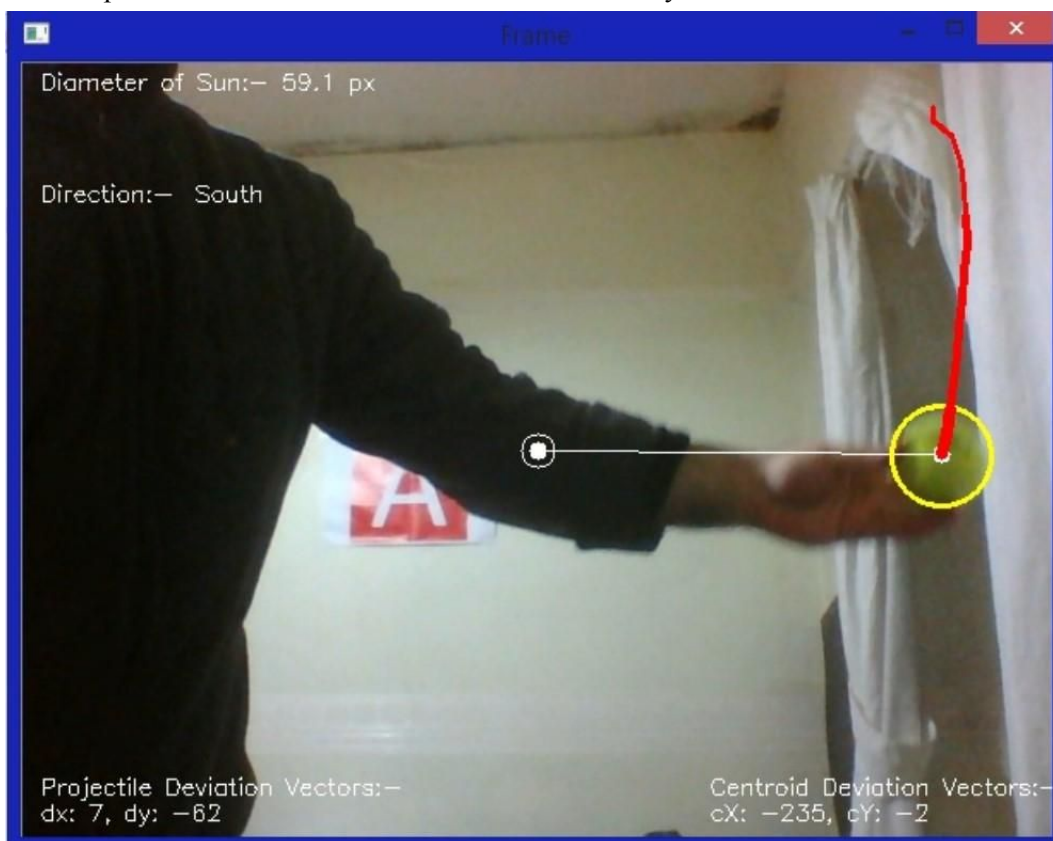 Frame
Diameter of Sun:- 59.1 px
Direction:- South
A
Projectile Deviation Vectors:-
dx: 7, dy: -62
Centroid Deviation Vectors:-
cX: -235, cY: -2